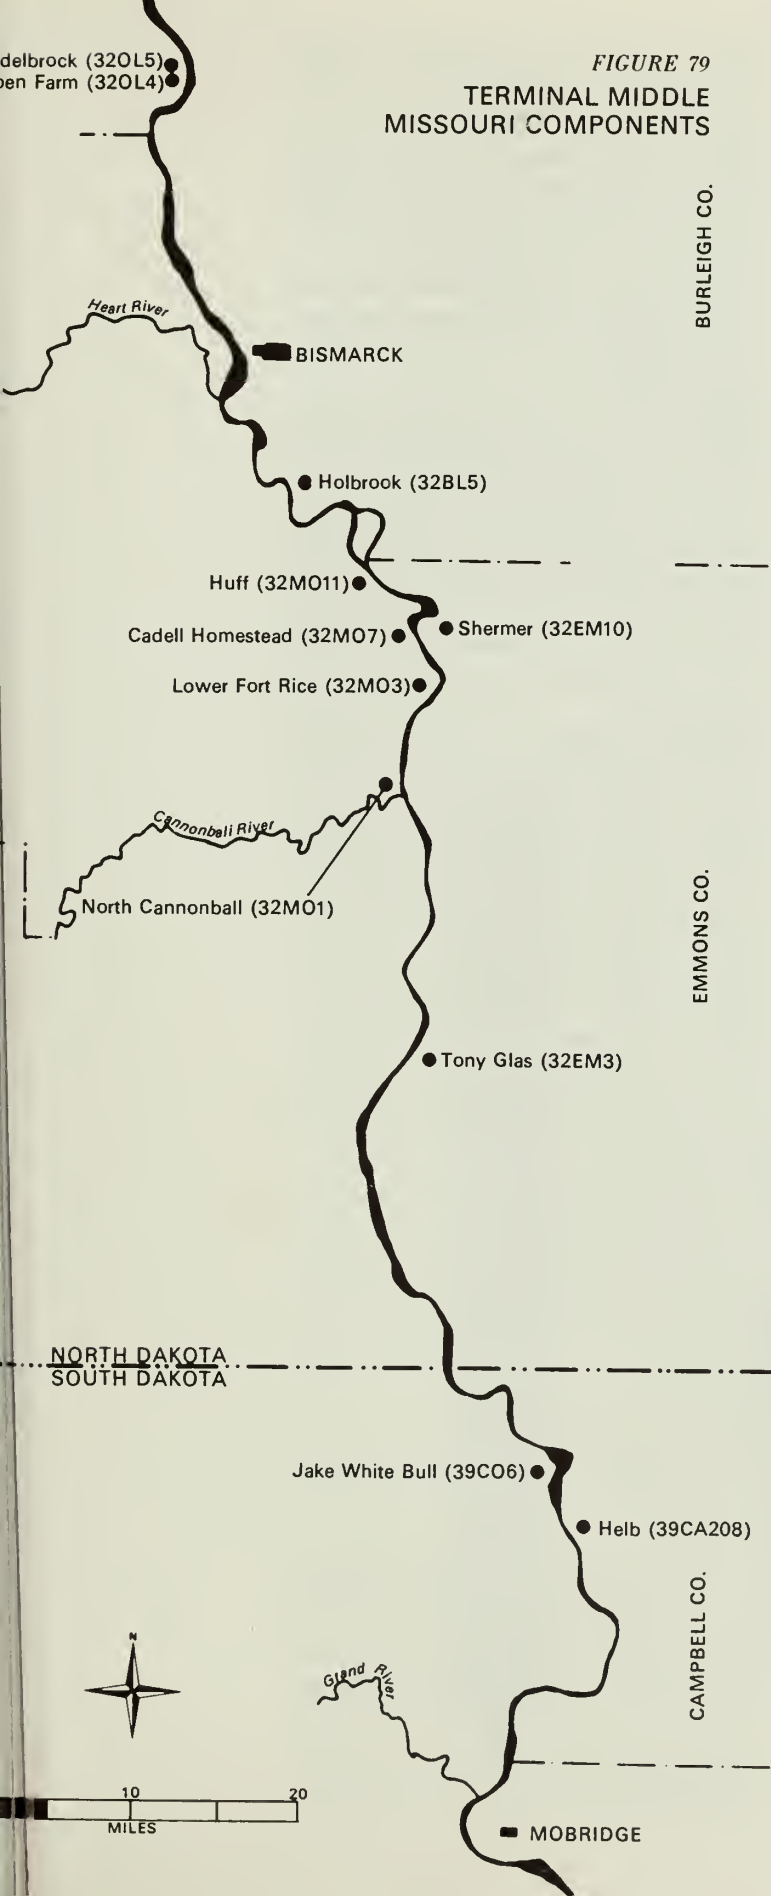 delbrock (32OL5)
en Farm (32OL4)
FIGURE 79
TERMINAL MIDDLE
MISSOURI COMPONENTS
BURLEIGH CO.
Heart River
BISMARCK
Holbrook (32BL5)
Huff (32MO11)
Shermer (32EM10)
Cadell Homestead (32MO7)
Lower Fort Rice (32MO3)
Cannonball River
North Cannonball (32MO1)
EMMONS CO.
Tony Glas (32EM3)
NORTH DAKOTA
SOUTH DAKOTA
Jake White Bull (39CO6)
Helb (39CA208)
CAMPBELL CO.
N
Grand River
10 20
MILES
MOBRIDGE